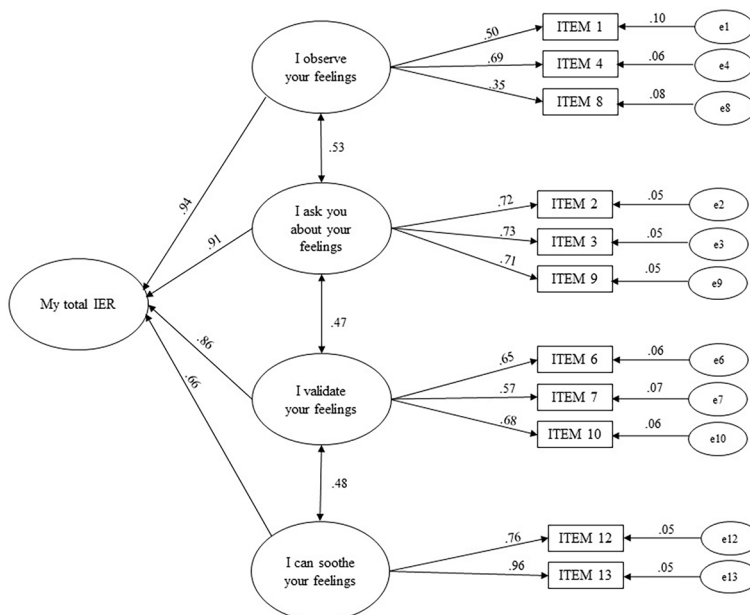 I observe
your feelings
.50
.69
.35
ITEM 1
.10
e1
ITEM 4
.06
e4
ITEM 8
.08
e8
.53
.94
I ask you
about your
feelings
.72
.73
.71
ITEM 2
.05
e2
ITEM 3
.05
e3
ITEM 9
.05
e9
.91
My total IER
.47
.86
I validate
your feelings
.65
.57
.68
ITEM 6
.06
e6
ITEM 7
.07
e7
ITEM 10
.06
e10
.66
.48
I can soothe
your feelings
.76
.96
ITEM 12
.05
e12
ITEM 13
.05
e13